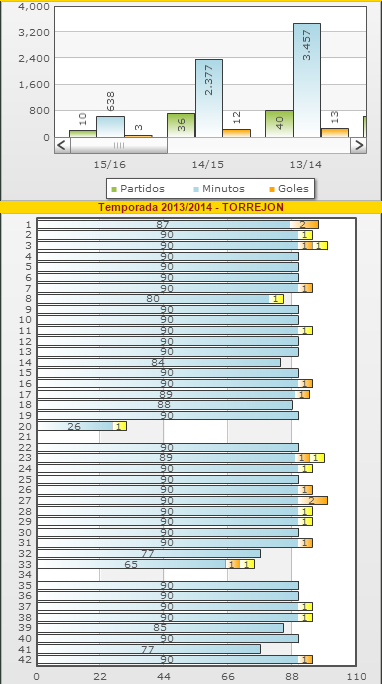 4,000
3,200
2,400
1,600
800
0
10 638 3 36 2.377 12 40 3.457 13
15/16 14/15 13/14
Partidos Minutos Goles
Temporada 2013/2014 - TORREJON
1 87 2
2 90 1
3 90 1 1
4 90
5 90
6 90
7 90 1
8 80 1
9 90
10 90
11 90 1
12 90
13 90
14 84
15 90
16 90 1
17 89 1
18 88
19 90
20 26 1
21
22 90
23 89 1 1
24 90 1
25 90
26 90 1
27 90 2
28 90 1
29 90 1
30 90
31 90 1
32 77
33 65 1 1
34
35 90
36 90
37 90 1
38 90 1
39 85
40 90
41 77
42 90 1
0 22 44 66 88 110